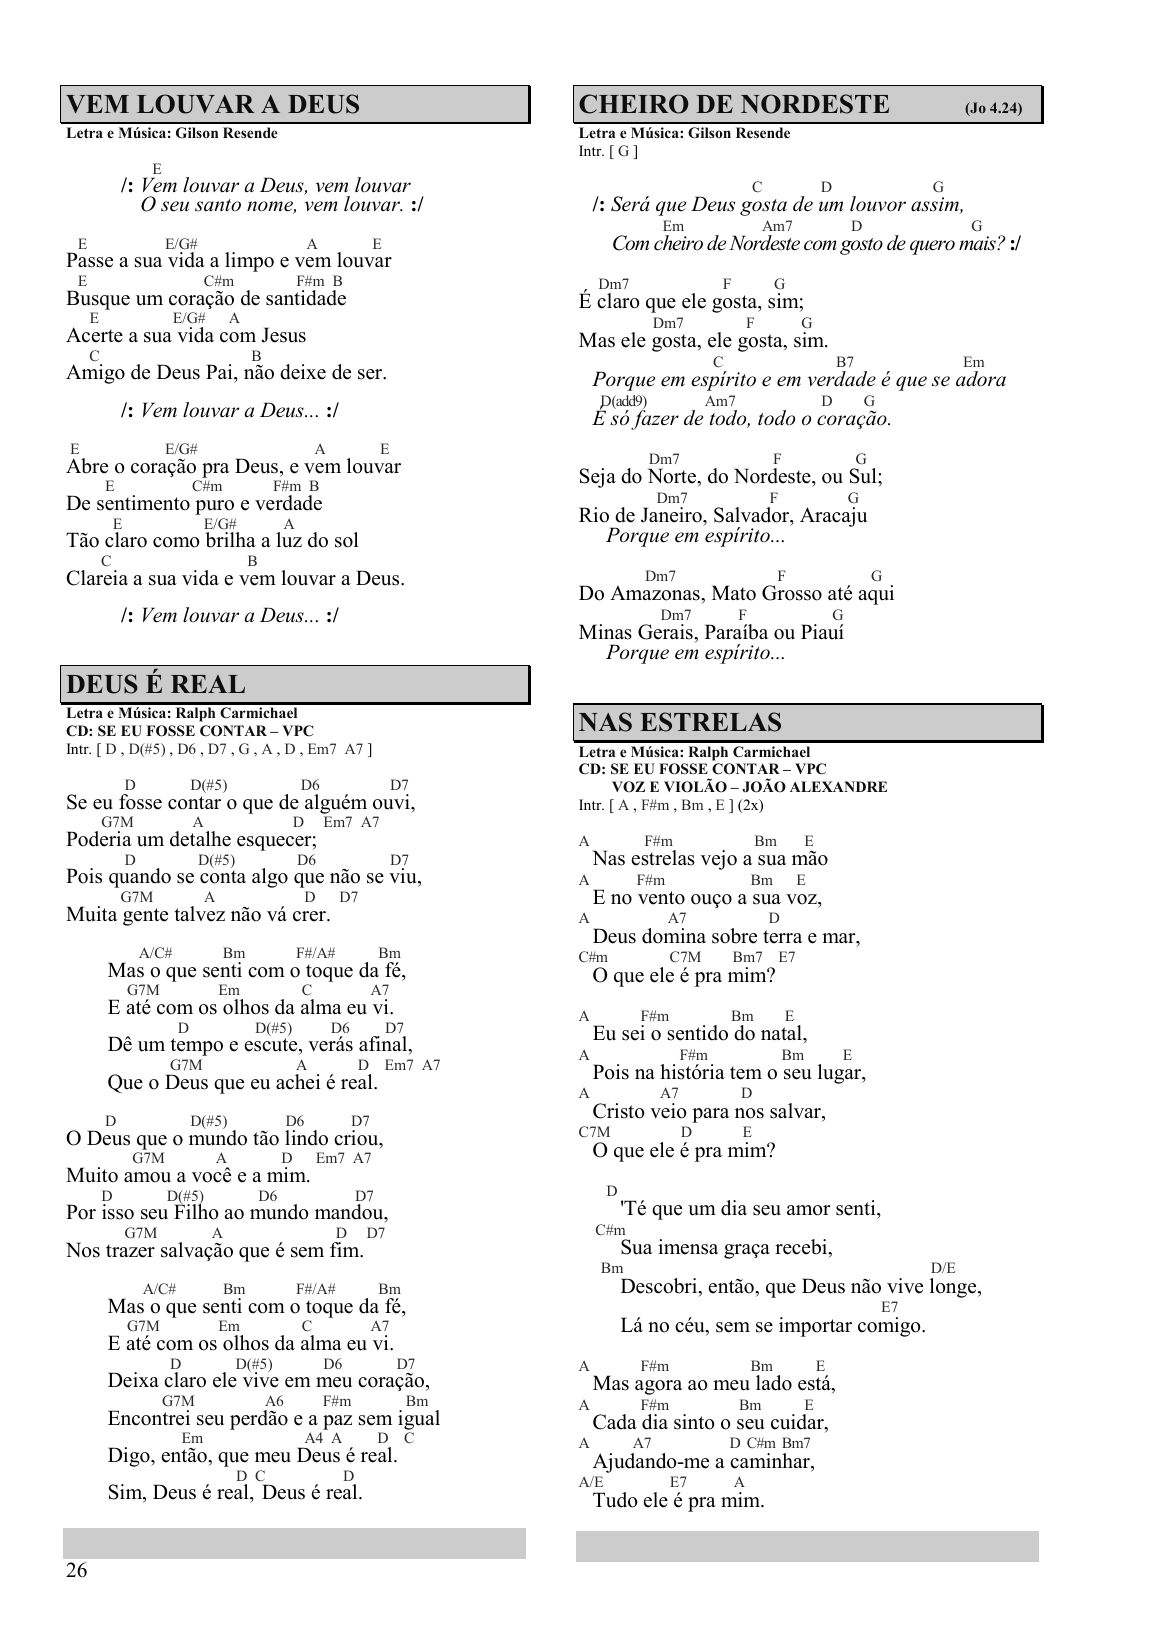 VEM LOUVAR A DEUS
Letra e Música: Gilson Resende
E
/: Vem louvar a Deus, vem louvar
O seu santo nome, vem louvar. :/
E E/G# A E
Passe a sua vida a limpo e vem louvar
E C#m F#m B
Busque um coração de santidade
E E/G# A
Acerte a sua vida com Jesus
C B
Amigo de Deus Pai, não deixe de ser.
/: Vem louvar a Deus... :/
E E/G# A E
Abre o coração pra Deus, e vem louvar
E C#m F#m B
De sentimento puro e verdade
E E/G# A
Tão claro como brilha a luz do sol
C B
Clareia a sua vida e vem louvar a Deus.
/: Vem louvar a Deus... :/
DEUS É REAL
Letra e Música: Ralph Carmichael
CD: SE EU FOSSE CONTAR – VPC
Intr. [ D , D(#5) , D6 , D7 , G , A , D , Em7 A7 ]
D D(#5) D6 D7
Se eu fosse contar o que de alguém ouvi,
G7M A D Em7 A7
Poderia um detalhe esquecer;
D D(#5) D6 D7
Pois quando se conta algo que não se viu,
G7M A D D7
Muita gente talvez não vá crer.
A/C# Bm F#/A# Bm
Mas o que senti com o toque da fé,
G7M Em C A7
E até com os olhos da alma eu vi.
D D(#5) D6 D7
Dê um tempo e escute, verás afinal,
G7M A D Em7 A7
Que o Deus que eu achei é real.
D D(#5) D6 D7
O Deus que o mundo tão lindo criou,
G7M A D Em7 A7
Muito amou a você e a mim.
D D(#5) D6 D7
Por isso seu Filho ao mundo mandou,
G7M A D D7
Nos trazer salvação que é sem fim.
A/C# Bm F#/A# Bm
Mas o que senti com o toque da fé,
G7M Em C A7
E até com os olhos da alma eu vi.
D D(#5) D6 D7
Deixa claro ele vive em meu coração,
G7M A6 F#m Bm
Encontrei seu perdão e a paz sem igual
Em A4 A D C
Digo, então, que meu Deus é real.
D C D
Sim, Deus é real, Deus é real.
26
CHEIRO DE NORDESTE (Jo 4.24)
Letra e Música: Gilson Resende
Intr. [ G ]
C D G
/: Será que Deus gosta de um louvor assim,
Em Am7 D G
Com cheiro de Nordeste com gosto de quero mais? :/
Dm7 F G
É claro que ele gosta, sim;
Dm7 F G
Mas ele gosta, ele gosta, sim.
C B7 Em
Porque em espírito e em verdade é que se adora
D(add9) Am7 D G
É só fazer de todo, todo o coração.
Dm7 F G
Seja do Norte, do Nordeste, ou Sul;
Dm7 F G
Rio de Janeiro, Salvador, Aracaju
Porque em espírito...
Dm7 F G
Do Amazonas, Mato Grosso até aqui
Dm7 F G
Minas Gerais, Paraíba ou Piauí
Porque em espírito...
NAS ESTRELAS
Letra e Música: Ralph Carmichael
CD: SE EU FOSSE CONTAR – VPC
VOZ E VIOLÃO – JOÃO ALEXANDRE
Intr. [ A , F#m , Bm , E ] (2x)
A F#m Bm E
Nas estrelas vejo a sua mão
A F#m Bm E
E no vento ouço a sua voz,
A A7 D
Deus domina sobre terra e mar,
C#m C7M Bm7 E7
O que ele é pra mim?
A F#m Bm E
Eu sei o sentido do natal,
A F#m Bm E
Pois na história tem o seu lugar,
A A7 D
Cristo veio para nos salvar,
C7M D E
O que ele é pra mim?
D
'Té que um dia seu amor senti,
C#m
Sua imensa graça recebi,
Bm D/E
Descobri, então, que Deus não vive longe,
E7
Lá no céu, sem se importar comigo.
A F#m Bm E
Mas agora ao meu lado está,
A F#m Bm E
Cada dia sinto o seu cuidar,
A A7 D C#m Bm7
Ajudando-me a caminhar,
A/E E7 A
Tudo ele é pra mim.